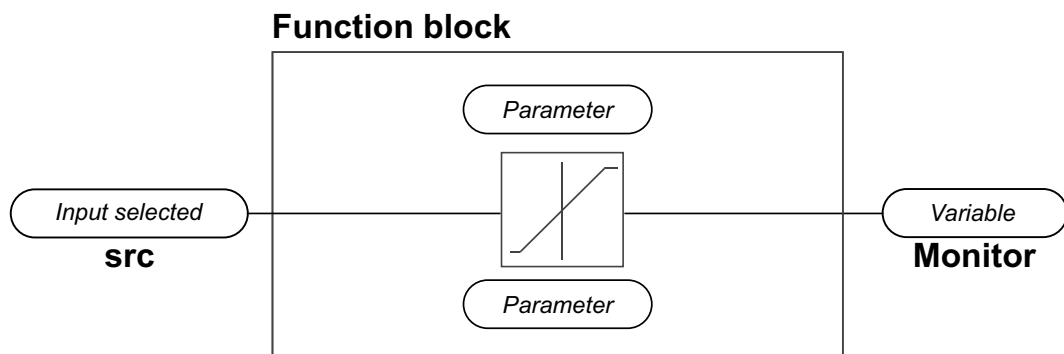 Function block
Parameter
Input selected
Variable
src
Monitor
Parameter